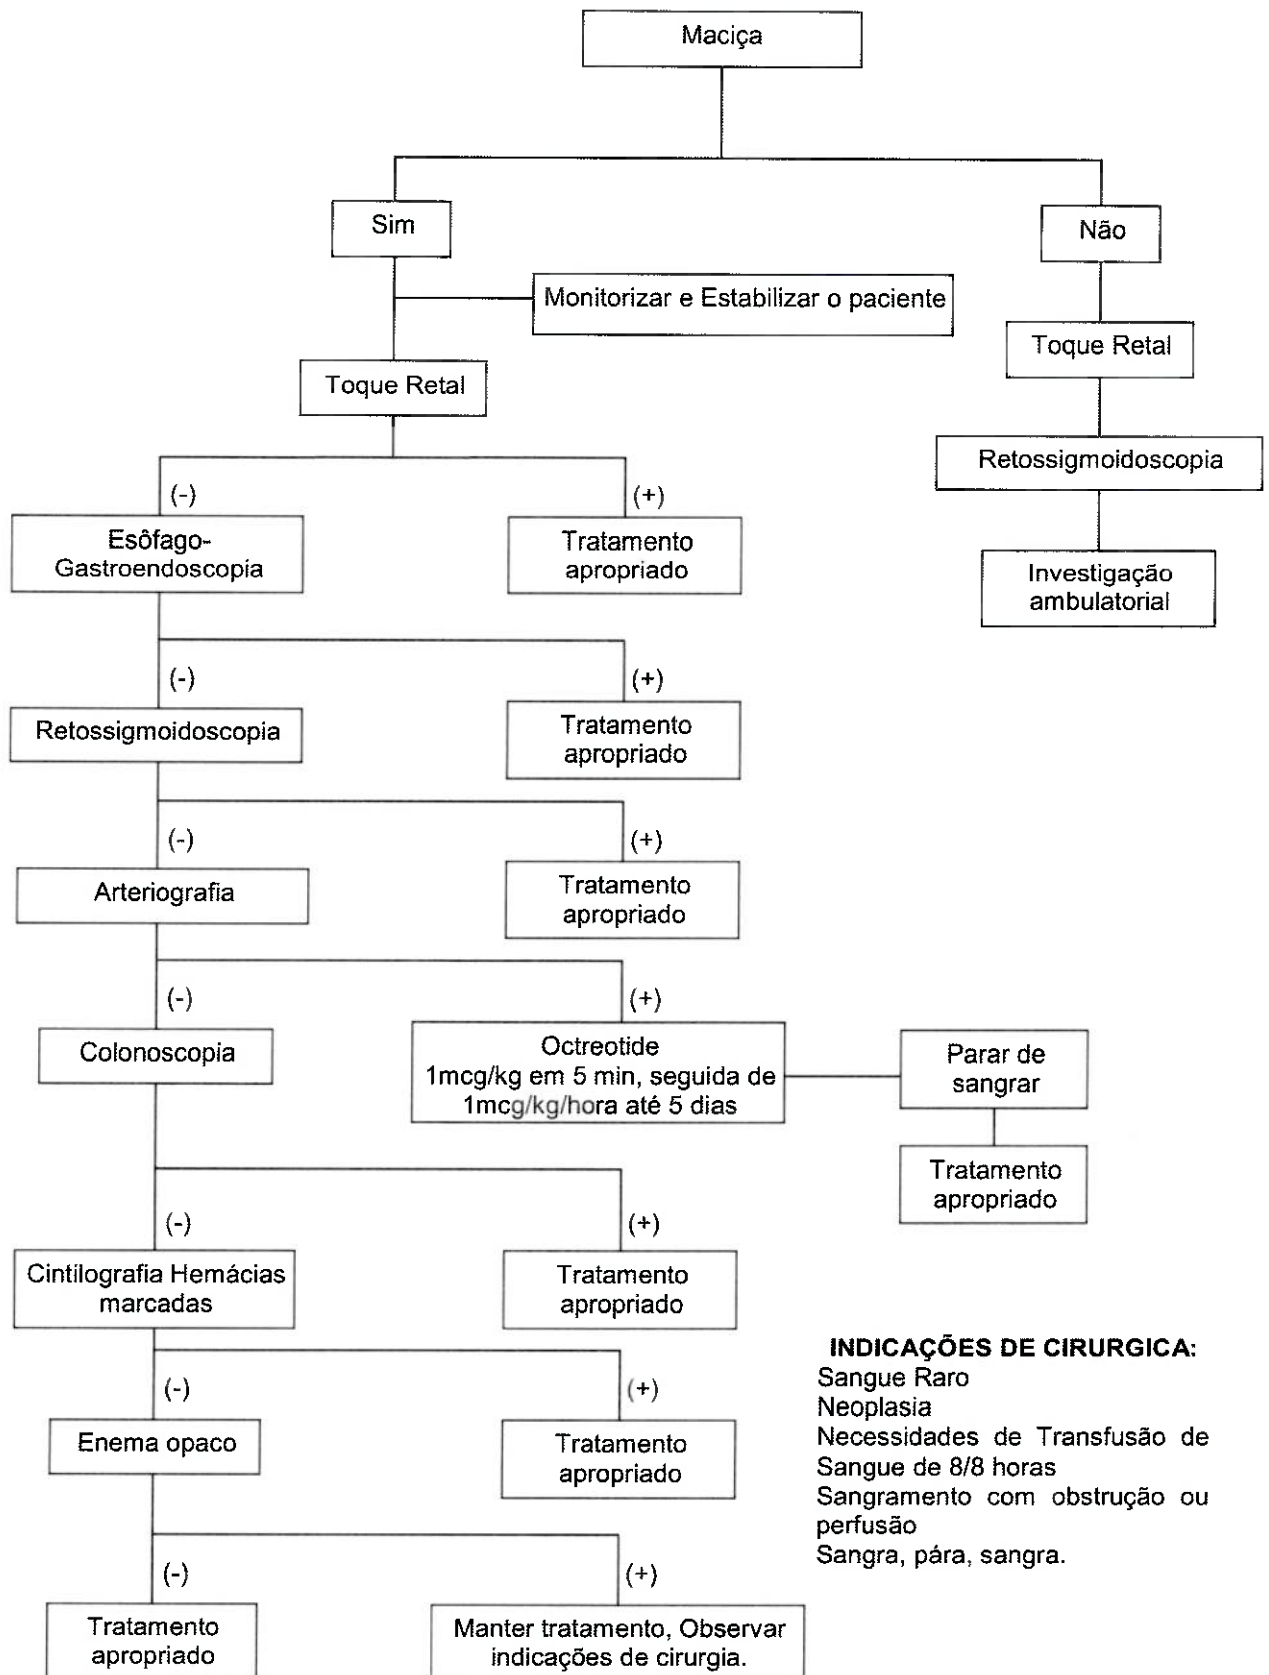 Maciça
Sim
Não
Monitorizar e Estabilizar o paciente
Toque Retal
Toque Retal
Retossigmoidoscopia
(-)
(+)
Esôfago-
Gastroendoscopia
Tratamento
apropriado
Investigação
ambulatorial
(-)
(+)
Retossigmoidoscopia
Tratamento
apropriado
(-)
(+)
Arteriografia
Tratamento
apropriado
(-)
(+)
Colonoscopia
Octreotide
1mcg/kg em 5 min, seguida de
1mcg/kg/hora até 5 dias
Parar de
sangrar
Tratamento
apropriado
(-)
(+)
Cintilografia Hemácias
marcadas
Tratamento
apropriado
(-)
(+)
Enema opaco
Tratamento
apropriado
INDICAÇÕES DE CIRURGICA:
Sangue Raro
Neoplasia
Necessidades de Transfusão de
Sangue de 8/8 horas
Sangramento com obstrução ou
perfusão
Sangra, pára, sangra.
(-)
(+)
Tratamento
apropriado
Manter tratamento, Observar
indicações de cirurgia.